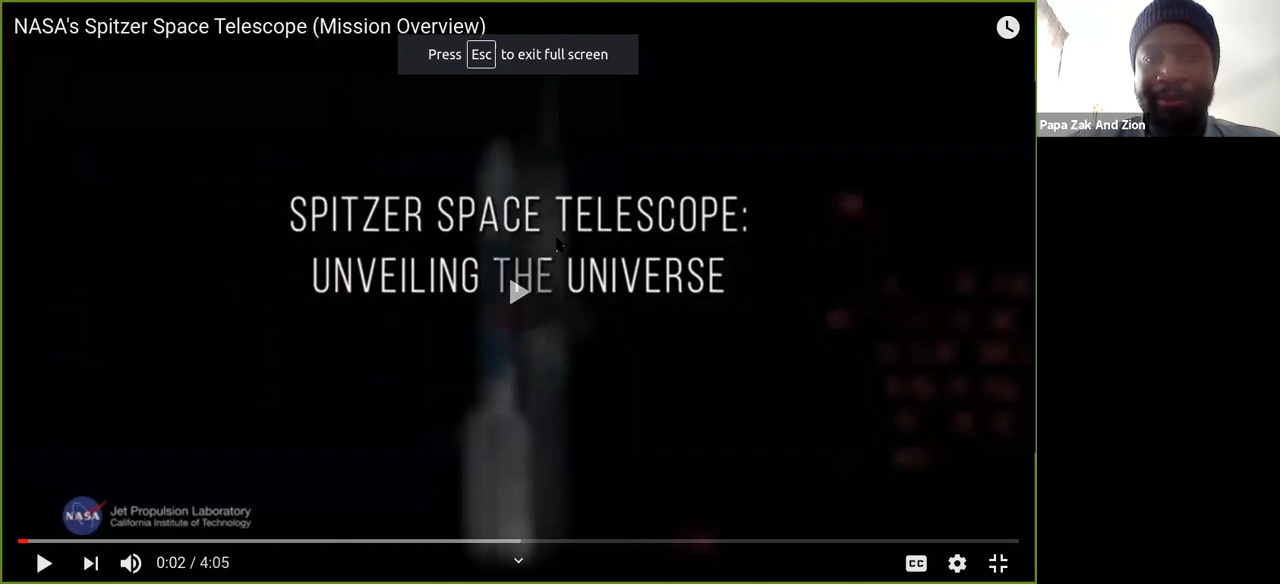 NASA's Spitzer Space Telescope (Mission Overview)
Press Esc to exit full screen
SPITZER SPACE TELESCOPE:
UNVEILING THE UNIVERSE
NASA
Jet Propulsion Laboratory
California Institute of Technology
0:02 / 4:05
CC
Papa Zak And Zion